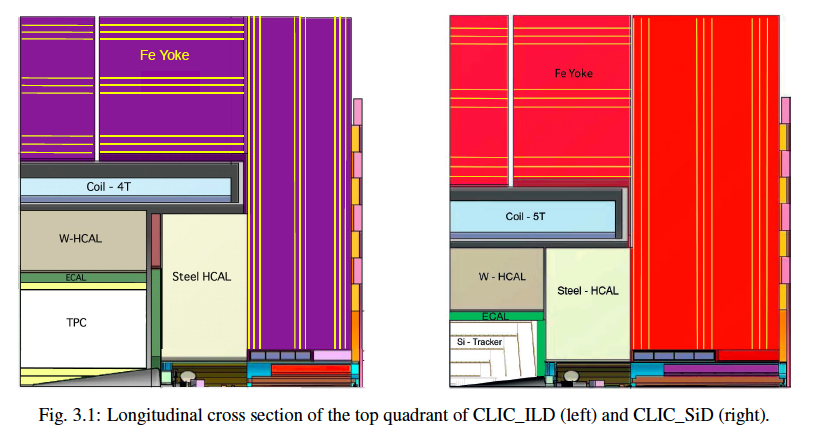 Fe Yoke
Coil - 4T
W-HCAL
ECAL
Steel HCAL
TPC
Fe Yoke
Coil - 5T
W - HCAL
Steel - HCAL
ECAL
Si - Tracker
Fig. 3.1: Longitudinal cross section of the top quadrant of CLIC_ILD (left) and CLIC_SiD (right).